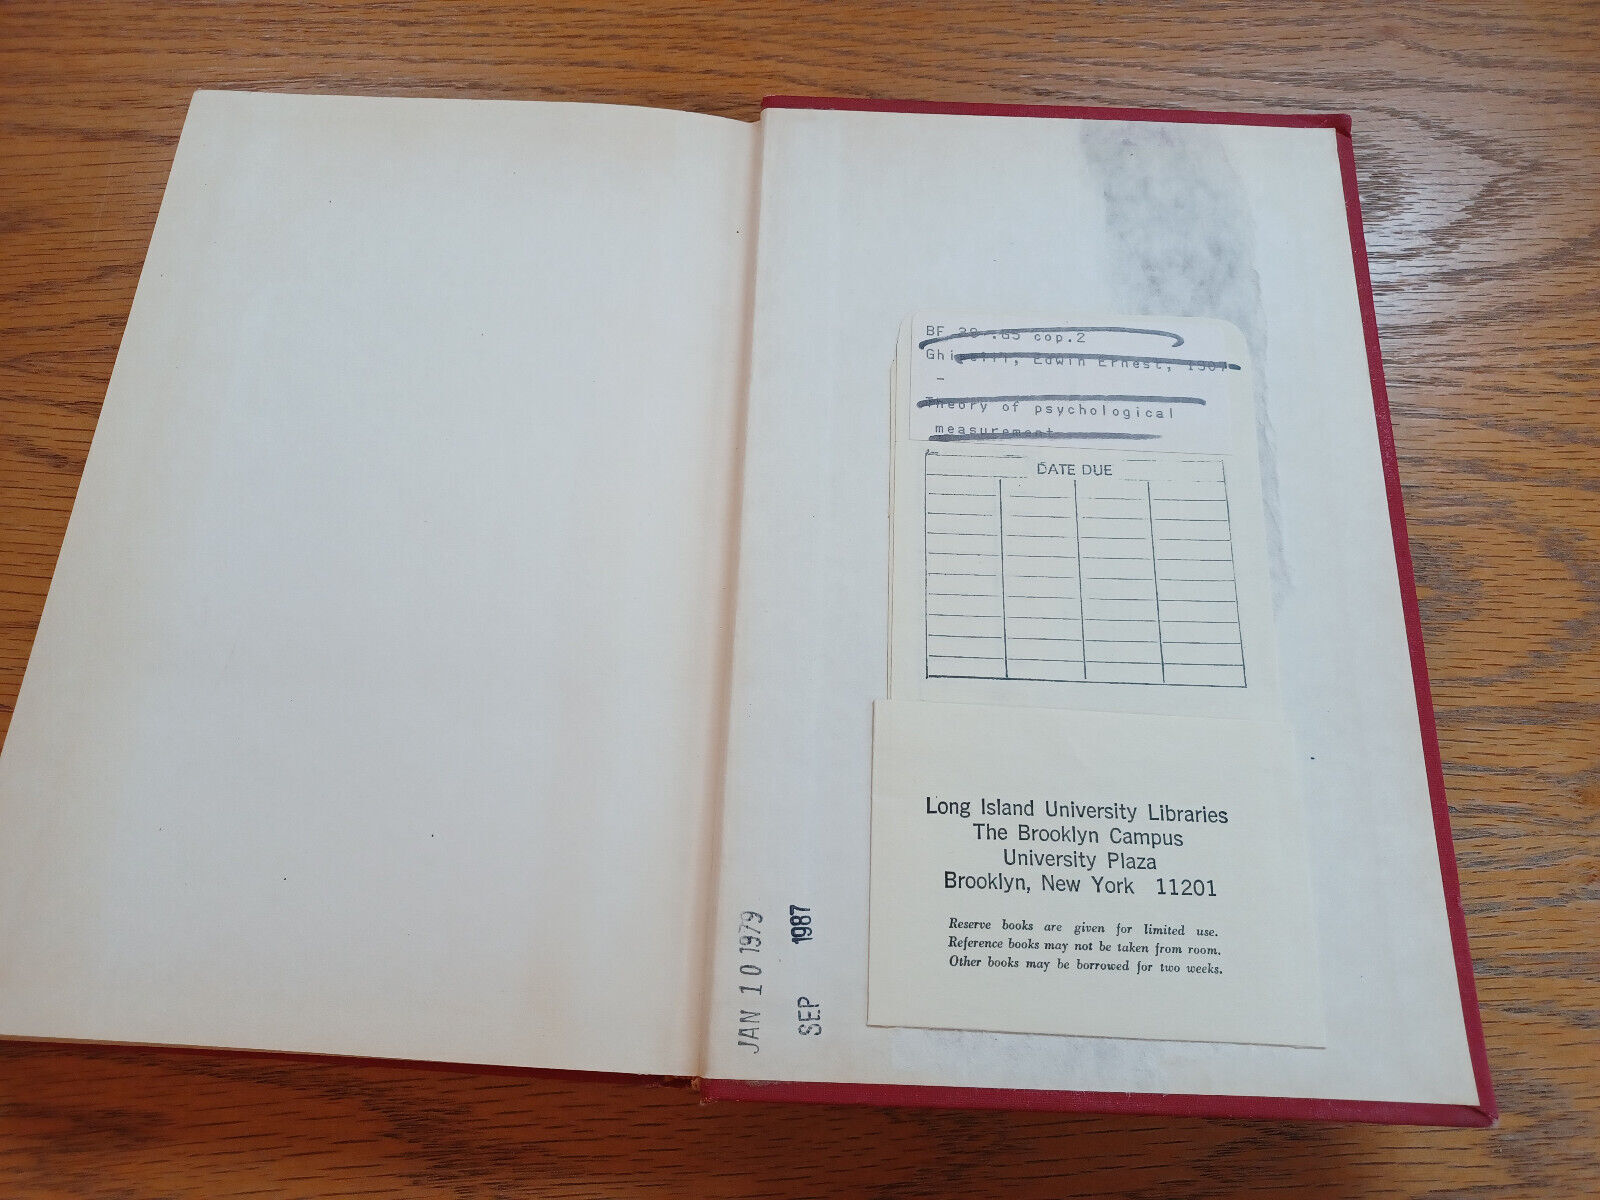 BF 39 .G5 cop.2
Ghiselli, Edwin Ernest, 1907
-
Theory of psychological
measurement
DATE DUE
Long Island University Libraries
The Brooklyn Campus
University Plaza
Brooklyn, New York 11201
Reserve books are given for limited use.
Reference books may not be taken from room.
Other books may be borrowed for two weeks.
JAN 10 1979
SEP 1987